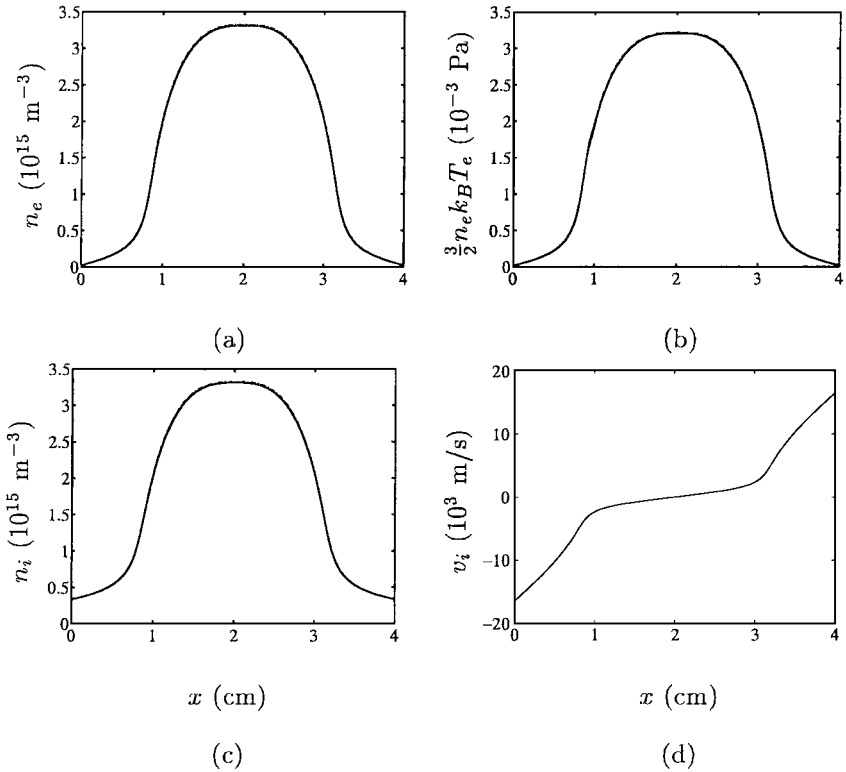 3.5
3
2.5
2
1.5
1
0.5
0
0 1 2 3 4
n_e (10^15 m^−3)
(a)
3.5
3
2.5
2
1.5
1
0.5
0
0 1 2 3 4
3/2 n_e k_B T_e (10^−3 Pa)
(b)
3.5
3
2.5
2
1.5
1
0.5
0
0 1 2 3 4
n_i (10^15 m^−3)
x (cm)
(c)
20
10
0
−10
−20
0 1 2 3 4
v_i (10^3 m/s)
x (cm)
(d)